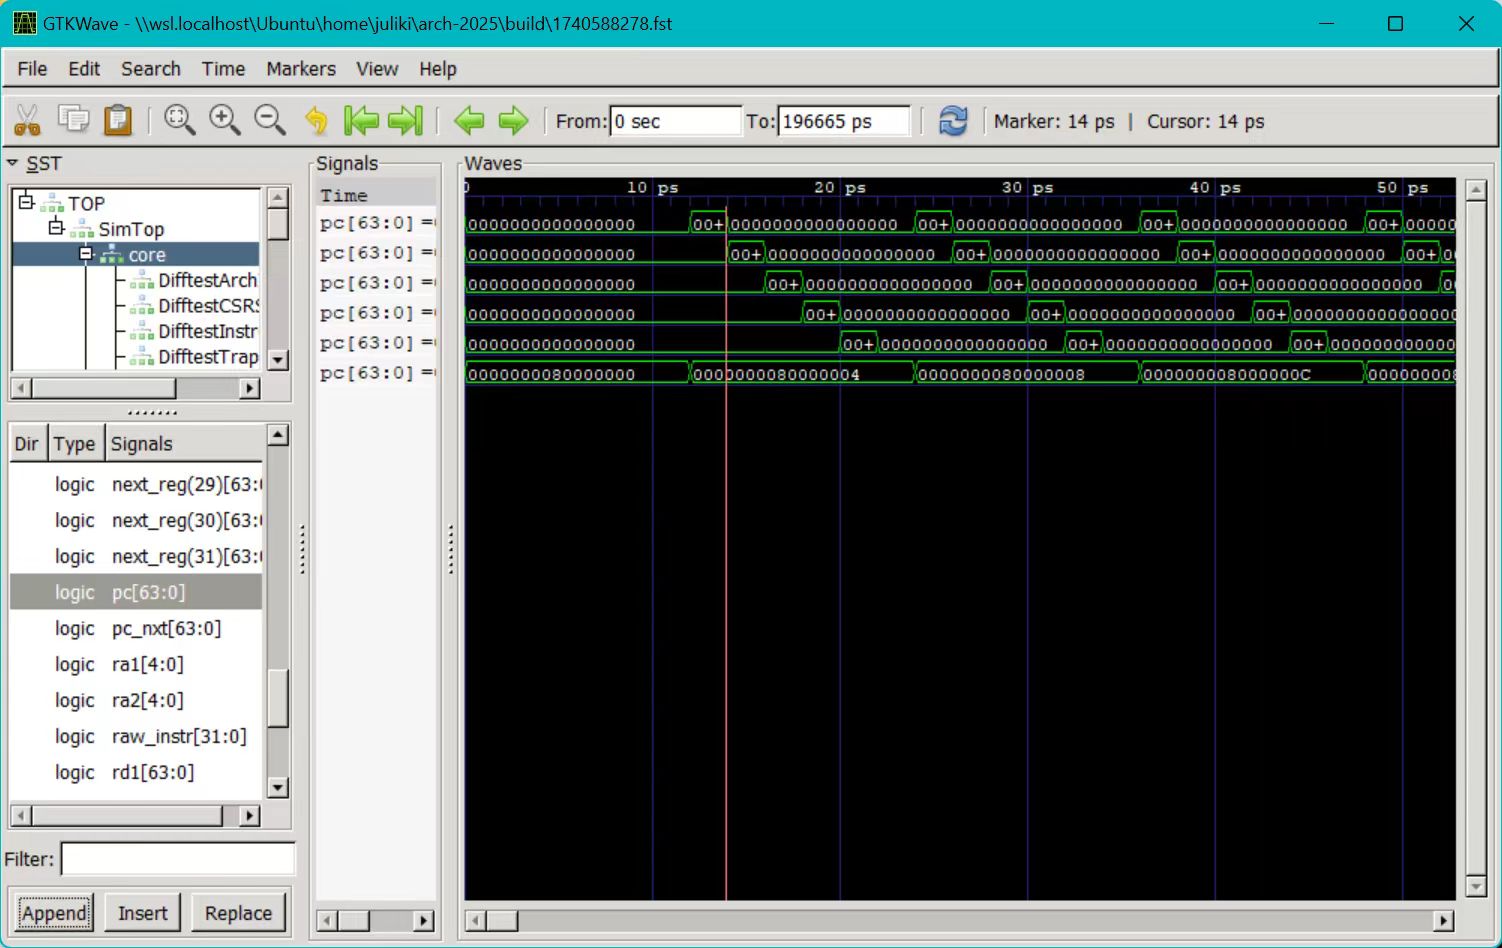 GTKWave - \\wsl.localhost\Ubuntu\home\juliki\arch-2025\build\1740588278.fst
File Edit Search Time Markers View Help
From: 0 sec To: 196665 ps Marker: 14 ps | Cursor: 14 ps
SST
TOP
SimTop
core
DifftestArch
DifftestCSRS
DifftestInstr
DifftestTrap
Dir Type Signals
logic next_reg(29)[63:
logic next_reg(30)[63:
logic next_reg(31)[63:
logic pc[63:0]
logic pc_nxt[63:0]
logic ra1[4:0]
logic ra2[4:0]
logic raw_instr[31:0]
logic rd1[63:0]
Filter:
Append Insert Replace
Signals
Time
pc[63:0] =
pc[63:0] =
pc[63:0] =
pc[63:0] =
pc[63:0] =
pc[63:0] =
Waves
0 10 ps 20 ps 30 ps 40 ps 50 ps
0000000000000000 00+ 0000000000000000 00+ 0000000000000000 00+ 0000000000000000 00+ 00000
0000000000000000 00+ 0000000000000000 00+ 0000000000000000 00+ 0000000000000000 00+ 0
0000000000000000 00+ 0000000000000000 00+ 0000000000000000 00+ 0000000000000000 0
0000000000000000 00+ 0000000000000000 00+ 0000000000000000 00+ 000000000000000
0000000000000000 00+ 0000000000000000 00+ 0000000000000000 00+ 00000000000
0000000080000000 0000000080000004 0000000080000008 000000008000000C 000000008